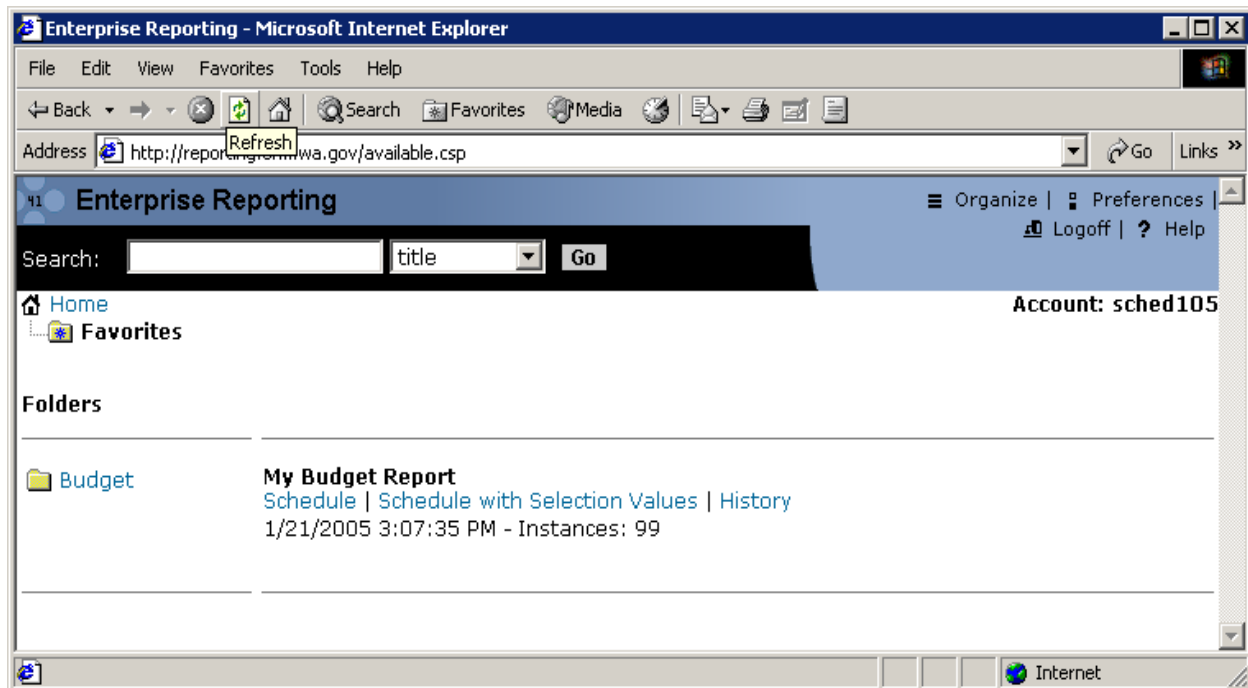 Enterprise Reporting - Microsoft Internet Explorer
File Edit View Favorites Tools Help
Back Search Favorites Media
Address http://reporting wa.gov/available.csp Go Links »
Refresh
41 Enterprise Reporting
Organize | Preferences |
Logoff | ? Help
Search: title Go
Home
Account: sched105
Favorites
Folders
Budget
My Budget Report
Schedule | Schedule with Selection Values | History
1/21/2005 3:07:35 PM - Instances: 99
Internet